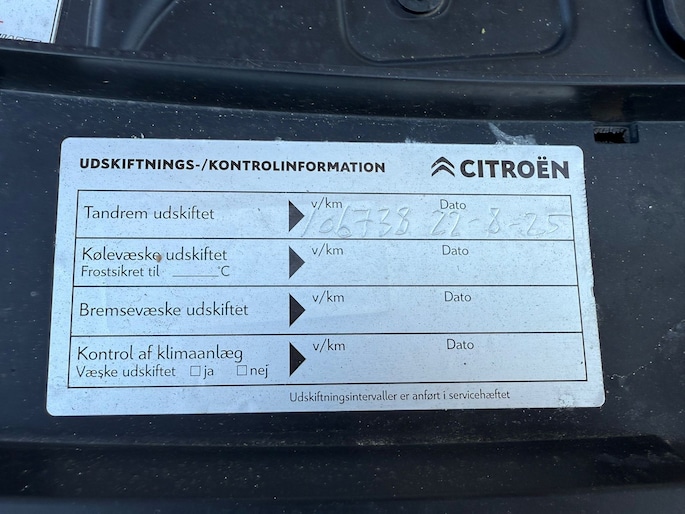 UDSKIFTNINGS-/KONTROLINFORMATION CITROËN
Tandrem udskiftet v/km 106738 Dato 22-8-25
Kølevæske udskiftet v/km Dato
Frostsikret til ______°C
Bremsevæske udskiftet v/km Dato
Kontrol af klimaanlæg v/km Dato
Væske udskiftet ☐ ja ☐ nej
Udskiftningsintervaller er anført i servicehæftet